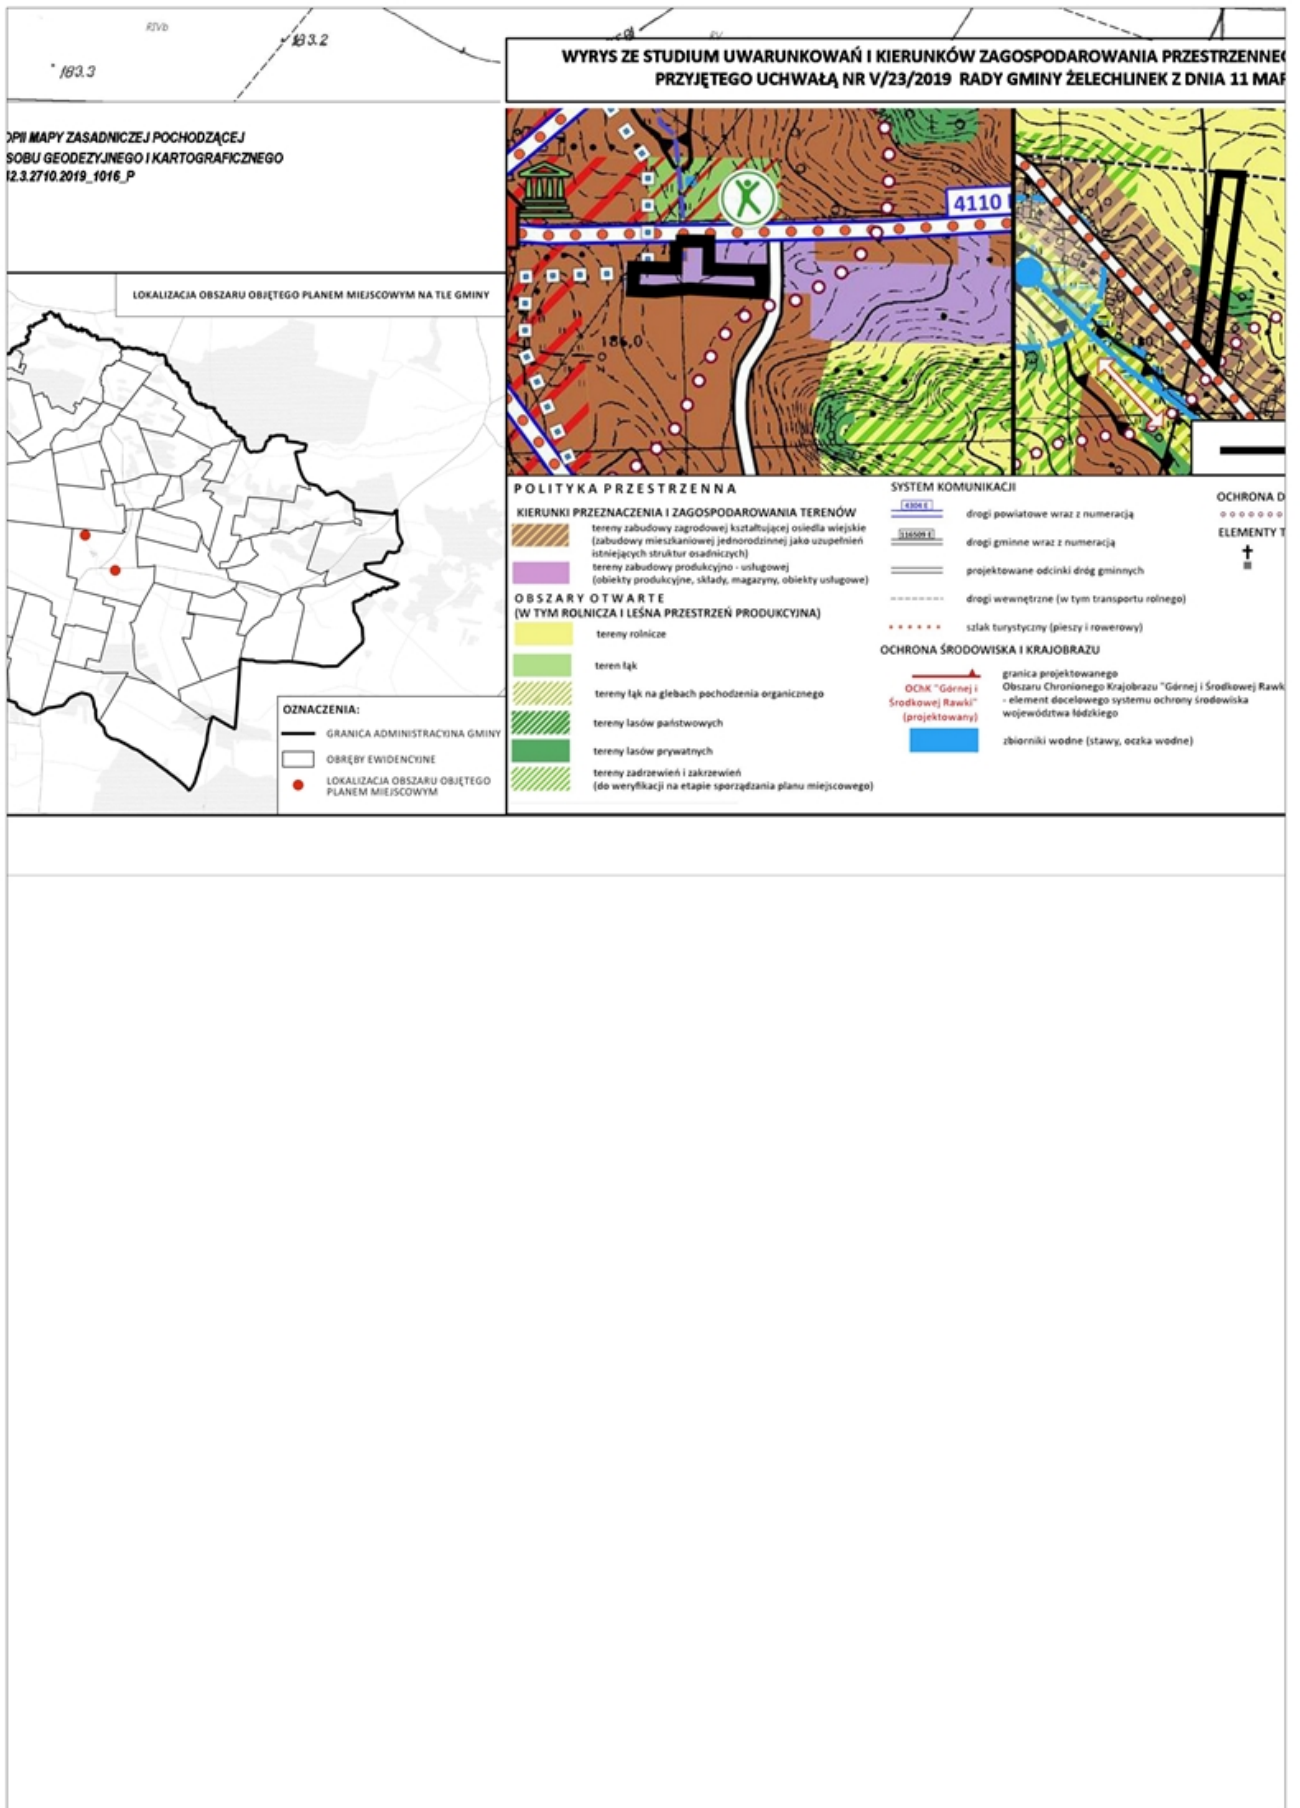 RIVb
183.2
183.3
RV
WYRYS ZE STUDIUM UWARUNKOWAŃ I KIERUNKÓW ZAGOSPODAROWANIA PRZESTRZENNEG
PRZYJĘTEGO UCHWAŁĄ NR V/23/2019 RADY GMINY ŻELECHLINEK Z DNIA 11 MAR
OPII MAPY ZASADNICZEJ POCHODZĄCEJ
SOBU GEODEZYJNEGO I KARTOGRAFICZNEGO
2.3.2710.2019_1016_P
LOKALIZACJA OBSZARU OBJĘTEGO PLANEM MIEJSCOWYM NA TLE GMINY
OZNACZENIA:
GRANICA ADMINISTRACYJNA GMINY
OBRĘBY EWIDENCYJNE
LOKALIZACJA OBSZARU OBJĘTEGO
PLANEM MIEJSCOWYM
4110
POLITYKA PRZESTRZENNA
KIERUNKI PRZEZNACZENIA I ZAGOSPODAROWANIA TERENÓW
tereny zabudowy zagrodowej kształtującej osiedla wiejskie
(zabudowy mieszkaniowej jednorodzinnej jako uzupełnień
istniejących struktur osadniczych)
tereny zabudowy produkcyjno - usługowej
(obiekty produkcyjne, składy, magazyny, obiekty usługowe)
OBSZARY OTWARTE
(W TYM ROLNICZA I LEŚNA PRZESTRZEŃ PRODUKCYJNA)
tereny rolnicze
teren łąk
tereny łąk na glebach pochodzenia organicznego
tereny lasów państwowych
tereny lasów prywatnych
tereny zadrzewień i zakrzewień
(do weryfikacji na etapie sporządzania planu miejscowego)
SYSTEM KOMUNIKACJI
4304 E
drogi powiatowe wraz z numeracją
116509 E
drogi gminne wraz z numeracją
projektowane odcinki dróg gminnych
drogi wewnętrzne (w tym transportu rolnego)
szlak turystyczny (pieszy i rowerowy)
OCHRONA ŚRODOWISKA I KRAJOBRAZU
OChK "Górnej i
Środkowej Rawki"
(projektowany)
granica projektowanego
Obszaru Chronionego Krajobrazu "Górnej i Środkowej Rawk
- element docelowego systemu ochrony środowiska
województwa łódzkiego
zbiorniki wodne (stawy, oczka wodne)
OCHRONA D
ELEMENTY T